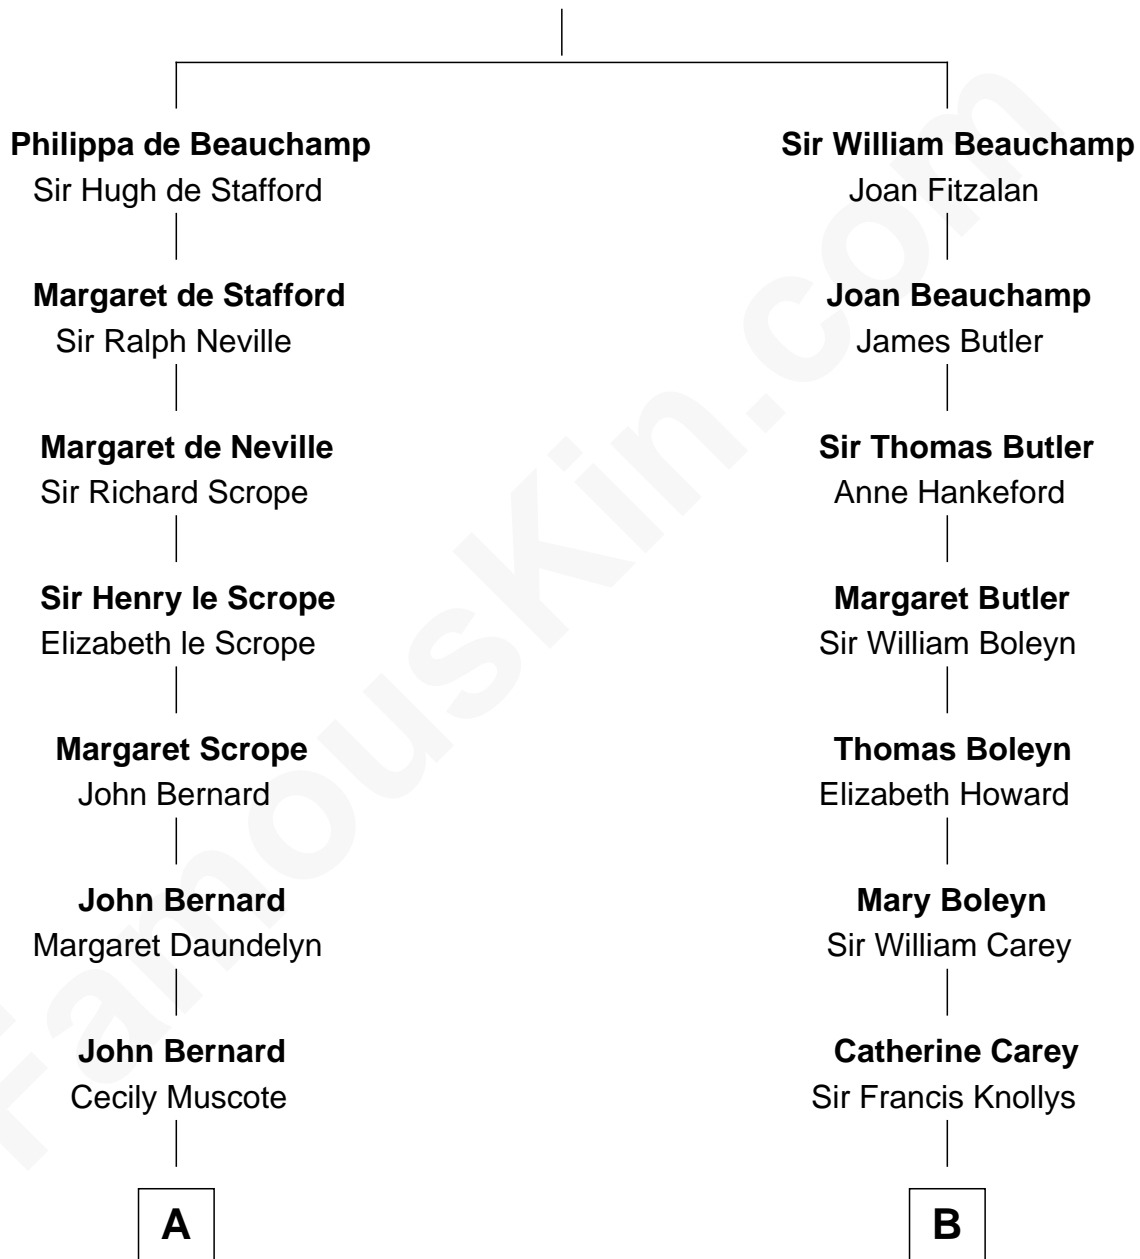 Philippa de Beauchamp
Sir Hugh de Stafford
Margaret de Stafford
Sir Ralph Neville
Margaret de Neville
Sir Richard Scrope
Sir Henry le Scrope
Elizabeth le Scrope
Margaret Scrope
John Bernard
John Bernard
Margaret Daundelyn
John Bernard
Cecily Muscote
A
Sir William Beauchamp
Joan Fitzalan
Joan Beauchamp
James Butler
Sir Thomas Butler
Anne Hankeford
Margaret Butler
Sir William Boleyn
Thomas Boleyn
Elizabeth Howard
Mary Boleyn
Sir William Carey
Catherine Carey
Sir Francis Knollys
B
FamousKin.com